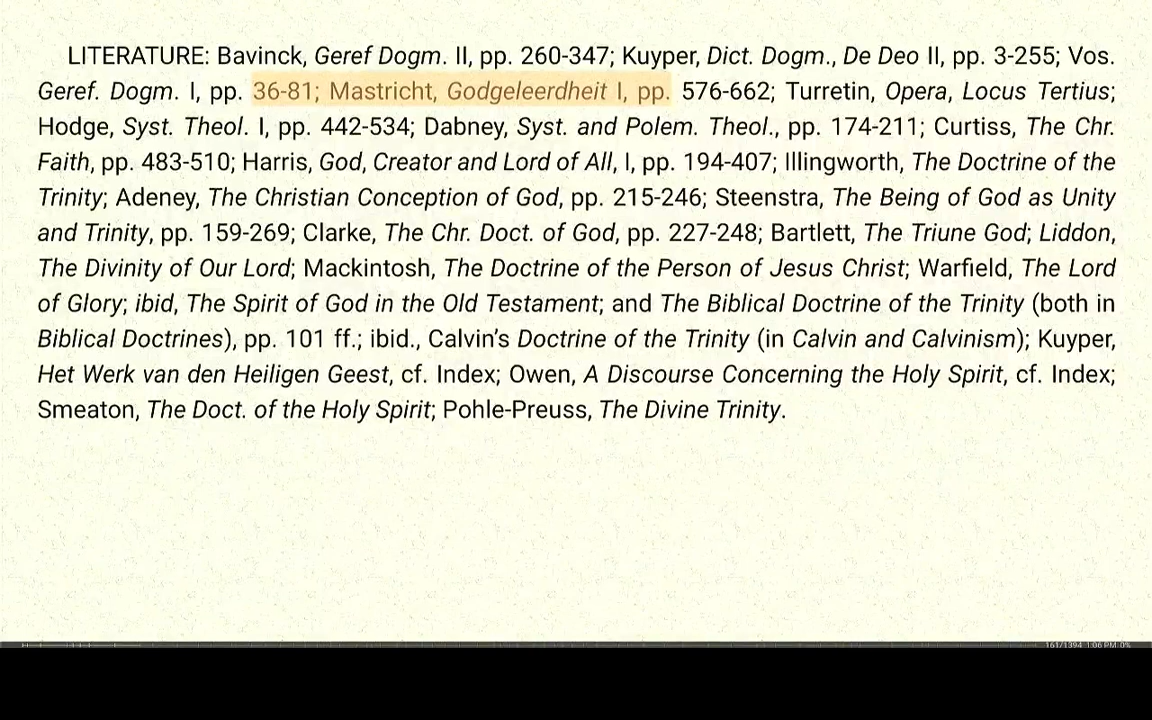 LITERATURE: Bavinck, Geref Dogm. II, pp. 260-347; Kuyper, Dict. Dogm., De Deo II, pp. 3-255; Vos.
Geref. Dogm. I, pp. 36-81; Mastricht, Godgeleerdheit I, pp. 576-662; Turretin, Opera, Locus Tertius;
Hodge, Syst. Theol. I, pp. 442-534; Dabney, Syst. and Polem. Theol., pp. 174-211; Curtiss, The Chr.
Faith, pp. 483-510; Harris, God, Creator and Lord of All, I, pp. 194-407; Illingworth, The Doctrine of the
Trinity; Adeney, The Christian Conception of God, pp. 215-246; Steenstra, The Being of God as Unity
and Trinity, pp. 159-269; Clarke, The Chr. Doct. of God, pp. 227-248; Bartlett, The Triune God; Liddon,
The Divinity of Our Lord; Mackintosh, The Doctrine of the Person of Jesus Christ; Warfield, The Lord
of Glory; ibid, The Spirit of God in the Old Testament; and The Biblical Doctrine of the Trinity (both in
Biblical Doctrines), pp. 101 ff.; ibid., Calvin’s Doctrine of the Trinity (in Calvin and Calvinism); Kuyper,
Het Werk van den Heiligen Geest, cf. Index; Owen, A Discourse Concerning the Holy Spirit, cf. Index;
Smeaton, The Doct. of the Holy Spirit; Pohle-Preuss, The Divine Trinity.
161/1394 1:06 PM 0%